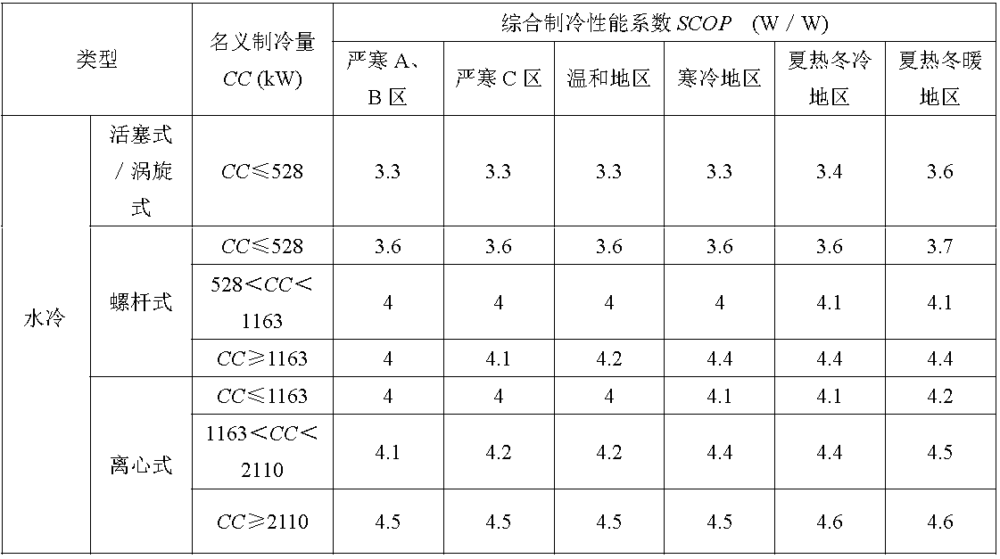 类型
名义制冷量
CC (kW)
综合制冷性能系数 SCOP (W／W)
严寒 A、
B 区
严寒 C 区
温和地区
寒冷地区
夏热冬冷
地区
夏热冬暖
地区
水冷
活塞式
／涡旋
式
CC≤528
3.3
3.3
3.3
3.3
3.4
3.6
螺杆式
CC≤528
3.6
3.6
3.6
3.6
3.6
3.7
528＜CC＜
1163
4
4
4
4
4.1
4.1
CC≥1163
4
4.1
4.2
4.4
4.4
4.4
离心式
CC≤1163
4
4
4
4.1
4.1
4.2
1163＜CC＜
2110
4.1
4.2
4.2
4.4
4.4
4.5
CC≥2110
4.5
4.5
4.5
4.5
4.6
4.6